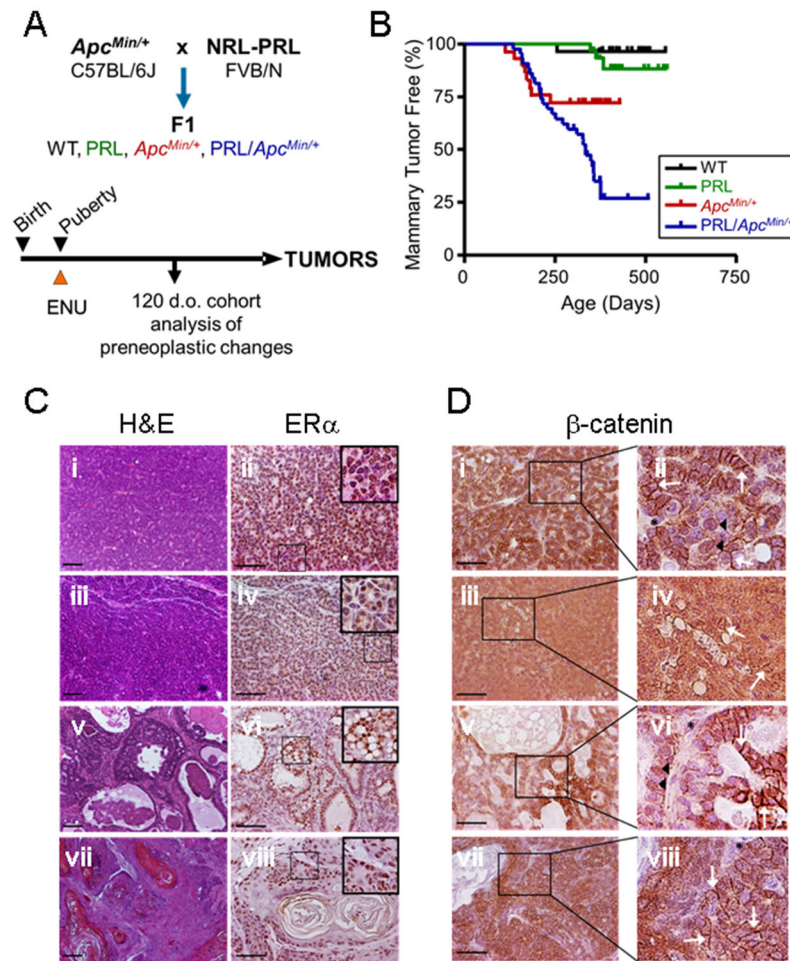 A
Apc^Min/+ x NRL-PRL
C57BL/6J FVB/N
F1
WT, PRL, Apc^Min/+, PRL/Apc^Min/+
Birth
Puberty
TUMORS
ENU
120 d.o. cohort
analysis of
preneoplastic changes
B
Mammary Tumor Free (%)
100
75
50
25
0
0 250 500 750
Age (Days)
WT
PRL
Apc^Min/+
PRL/Apc^Min/+
C
H&E ERα
i ii
iii iv
v vi
vii viii
D
β-catenin
i ii
iii iv
v vi
vii viii